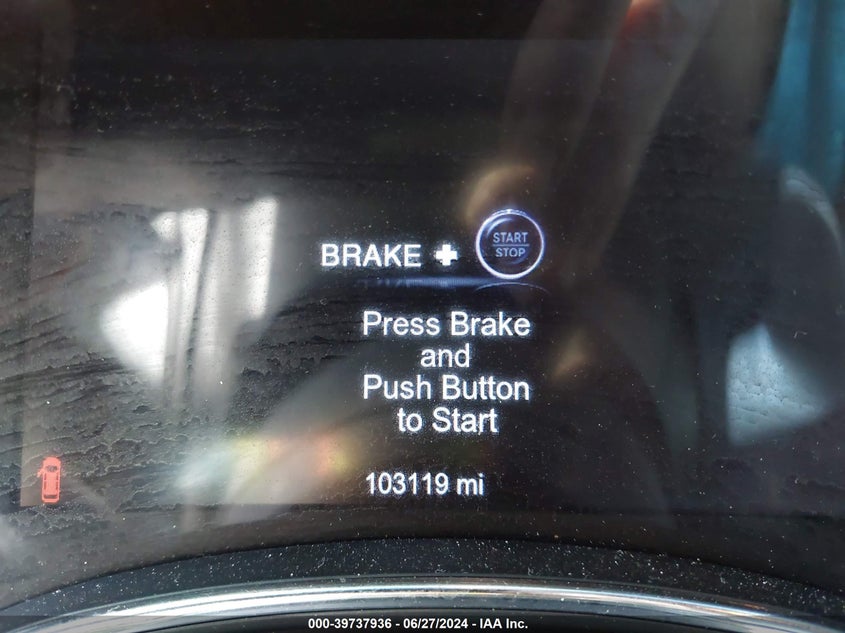 BRAKE + START STOP
Press Brake
and
Push Button
to Start
103119 mi
000-39737936 - 06/27/2024 - IAA Inc.